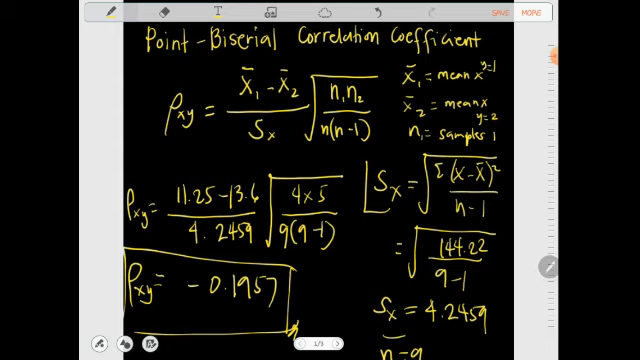 SAVE MORE
Point-Biserial Correlation Coefficient
ρxy = (X̄₁ - X̄₂) / Sx √(n₁n₂ / n(n-1))
X̄₁ = mean x y=1
X̄₂ = mean x y=2
n₁ = samples 1
ρxy = (11.25 - 13.6) / 4.2459 √(4 x 5 / 9(9-1))
ρxy = - 0.1957
Sx = √(Σ(x-x̄)² / n-1)
= √(144.22 / 9-1)
Sx = 4.2459
n = 9
1/3